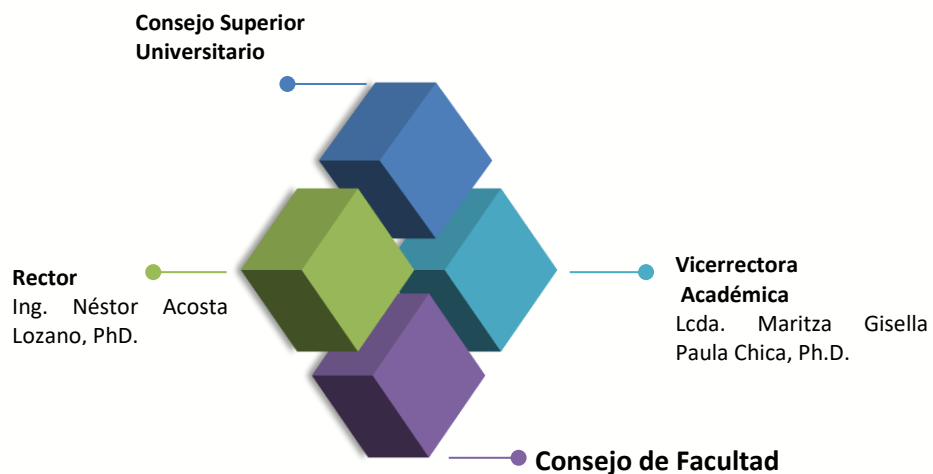 Consejo Superior
Universitario
Rector
Ing. Néstor Acosta
Lozano, PhD.
Vicerrectora
Académica
Lcda. Maritza Gisella
Paula Chica, Ph.D.
Consejo de Facultad